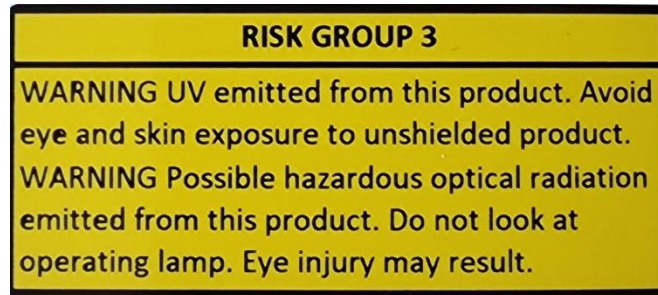 RISK GROUP 3
WARNING UV emitted from this product. Avoid
eye and skin exposure to unshielded product.
WARNING Possible hazardous optical radiation
emitted from this product. Do not look at
operating lamp. Eye injury may result.